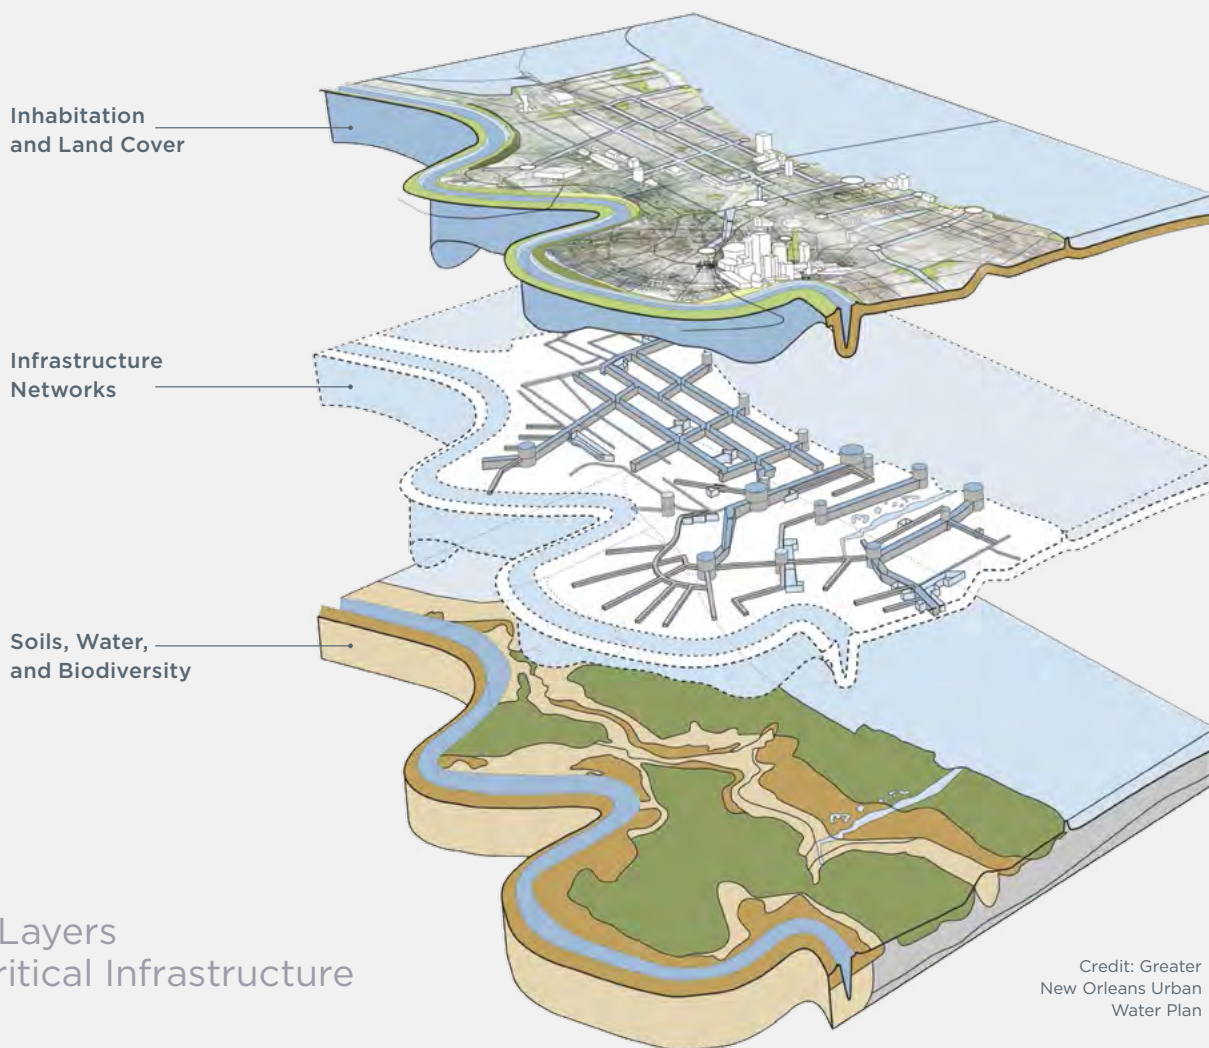 Inhabitation
and Land Cover
Infrastructure
Networks
Soils, Water,
and Biodiversity
Layers
ritical Infrastructure
Credit: Greater
New Orleans Urban
Water Plan